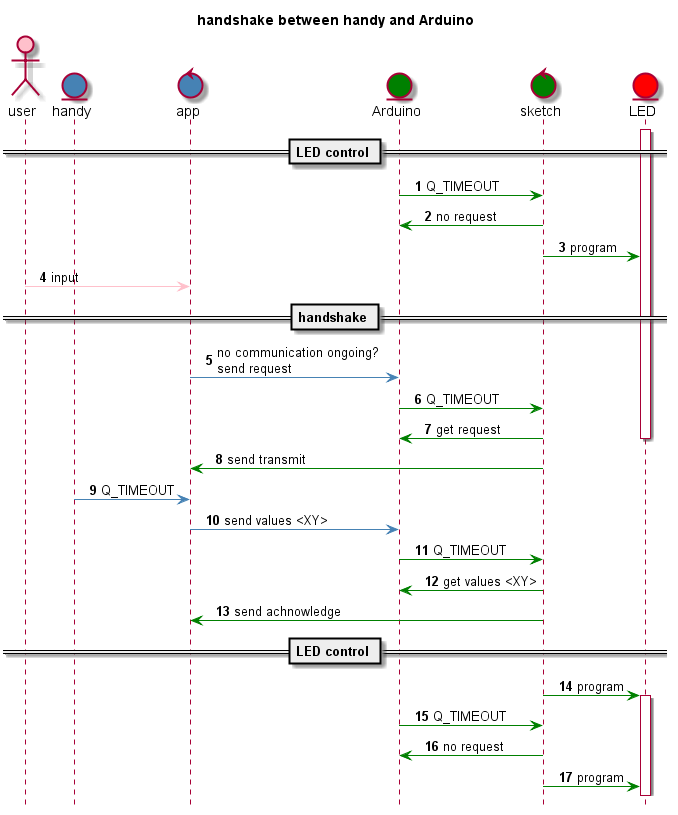 handshake between handy and Arduino
user handy app Arduino sketch LED
LED control
1 Q_TIMEOUT
2 no request
3 program
4 input
handshake
5 no communication ongoing?
send request
6 Q_TIMEOUT
7 get request
8 send transmit
9 Q_TIMEOUT
10 send values <XY>
11 Q_TIMEOUT
12 get values <XY>
13 send achnowledge
LED control
14 program
15 Q_TIMEOUT
16 no request
17 program